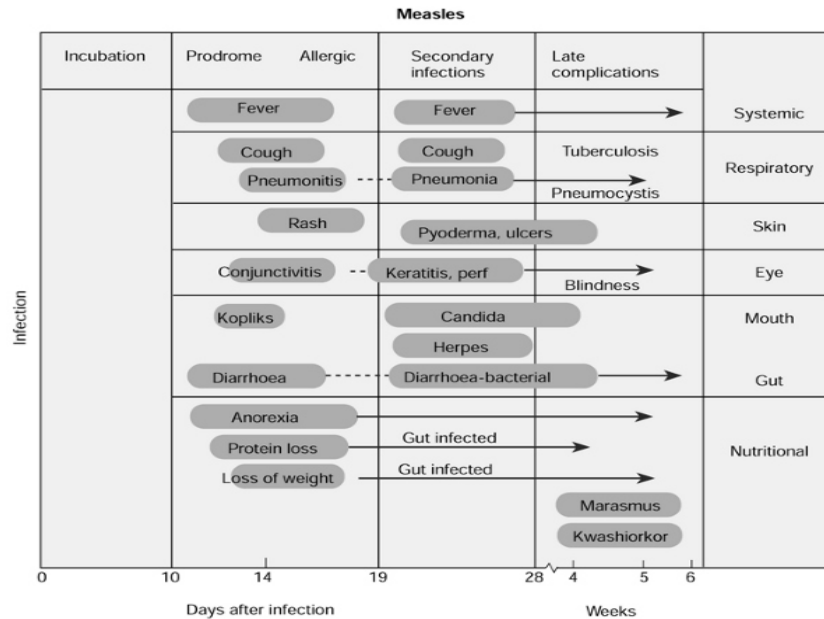 Measles
Incubation
Prodrome
Allergic
Secondary
infections
Late
complications
Fever
Fever
Systemic
Cough
Cough
Tuberculosis
Respiratory
Pneumonitis
Pneumonia
Pneumocystis
Rash
Pyoderma, ulcers
Skin
Conjunctivitis
Keratitis, perf
Blindness
Eye
Kopliks
Candida
Mouth
Herpes
Diarrhoea
Diarrhoea-bacterial
Gut
Anorexia
Protein loss
Gut infected
Loss of weight
Gut infected
Nutritional
Marasmus
Kwashiorkor
Infection
0
10
14
19
28
4
5
6
Days after infection
Weeks